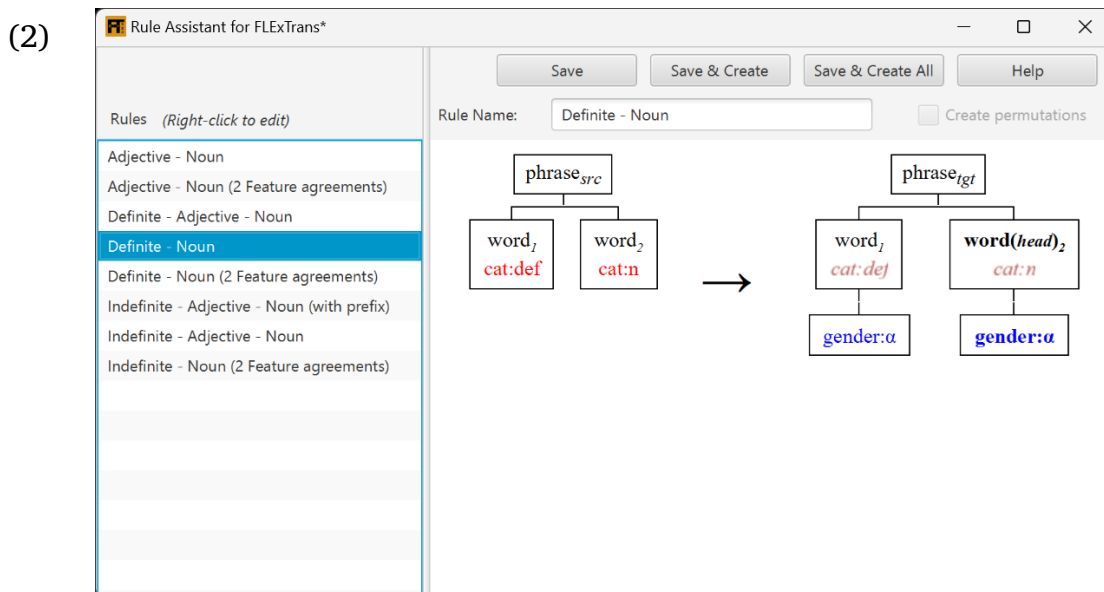 (2)
Rule Assistant for FLExTrans*
Save Save & Create Save & Create All Help
Rules (Right-click to edit)
Rule Name: Definite - Noun Create permutations
Adjective - Noun
Adjective - Noun (2 Feature agreements)
Definite - Adjective - Noun
Definite - Noun
Definite - Noun (2 Feature agreements)
Indefinite - Adjective - Noun (with prefix)
Indefinite - Adjective - Noun
Indefinite - Noun (2 Feature agreements)
phrasesrc
word1 word2
cat:def cat:n
→
phrasetgt
word1 word(head)2
cat:def cat:n
gender:α gender:α